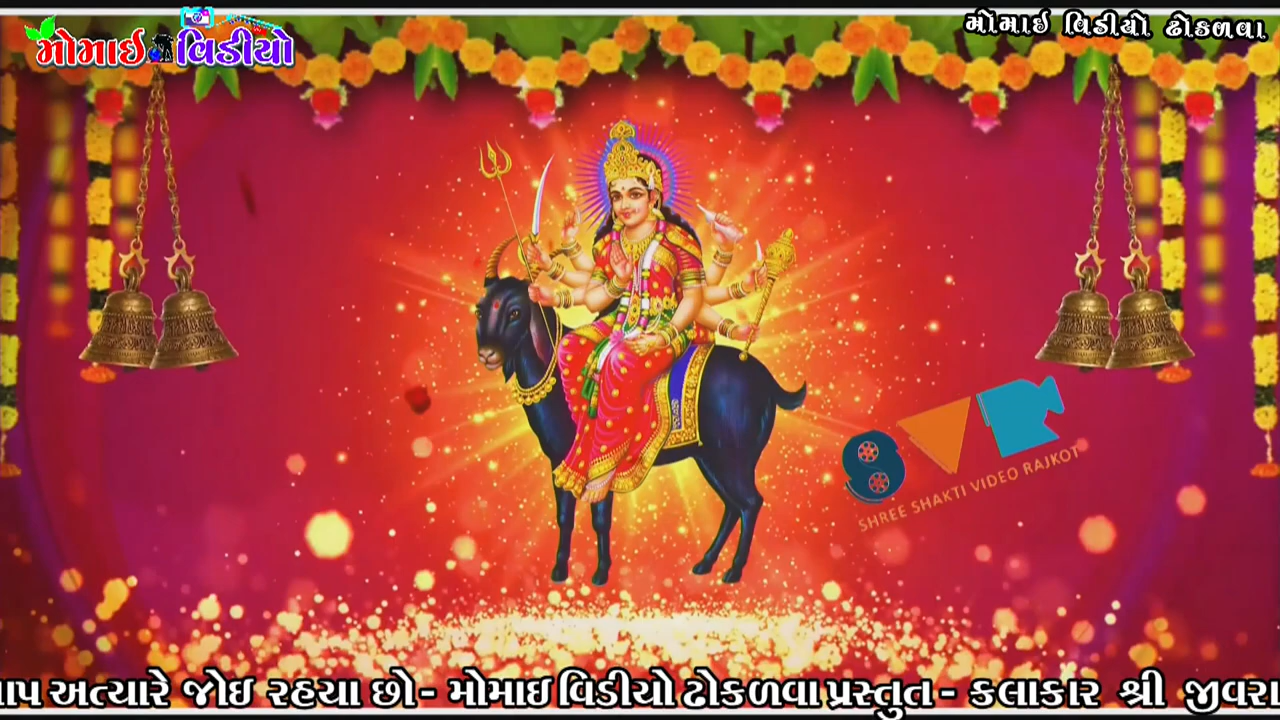 મોમાઇ વિડીયો
મોમાઇ વિડીયો ઢોકળવા
SHREE SHAKTI VIDEO RAJKOT
અત્યારે જોઇ રહયા છો - મોમાઇ વિડીયો ઢોકળવા પ્રસ્તુત - કલાકાર શ્રી